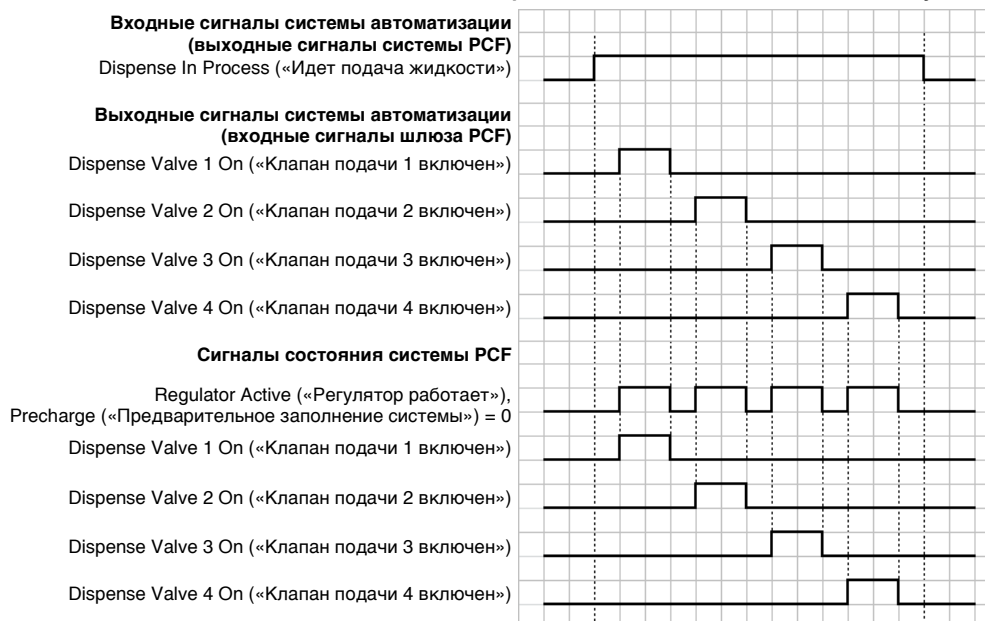 Входные сигналы системы автоматизации
(выходные сигналы системы PCF)
Dispense In Process («Идет подача жидкости»)
Выходные сигналы системы автоматизации
(входные сигналы шлюза PCF)
Dispense Valve 1 On («Клапан подачи 1 включен»)
Dispense Valve 2 On («Клапан подачи 2 включен»)
Dispense Valve 3 On («Клапан подачи 3 включен»)
Dispense Valve 4 On («Клапан подачи 4 включен»)
Сигналы состояния системы PCF
Regulator Active («Регулятор работает»),
Precharge («Предварительное заполнение системы») = 0
Dispense Valve 1 On («Клапан подачи 1 включен»)
Dispense Valve 2 On («Клапан подачи 2 включен»)
Dispense Valve 3 On («Клапан подачи 3 включен»)
Dispense Valve 4 On («Клапан подачи 4 включен»)